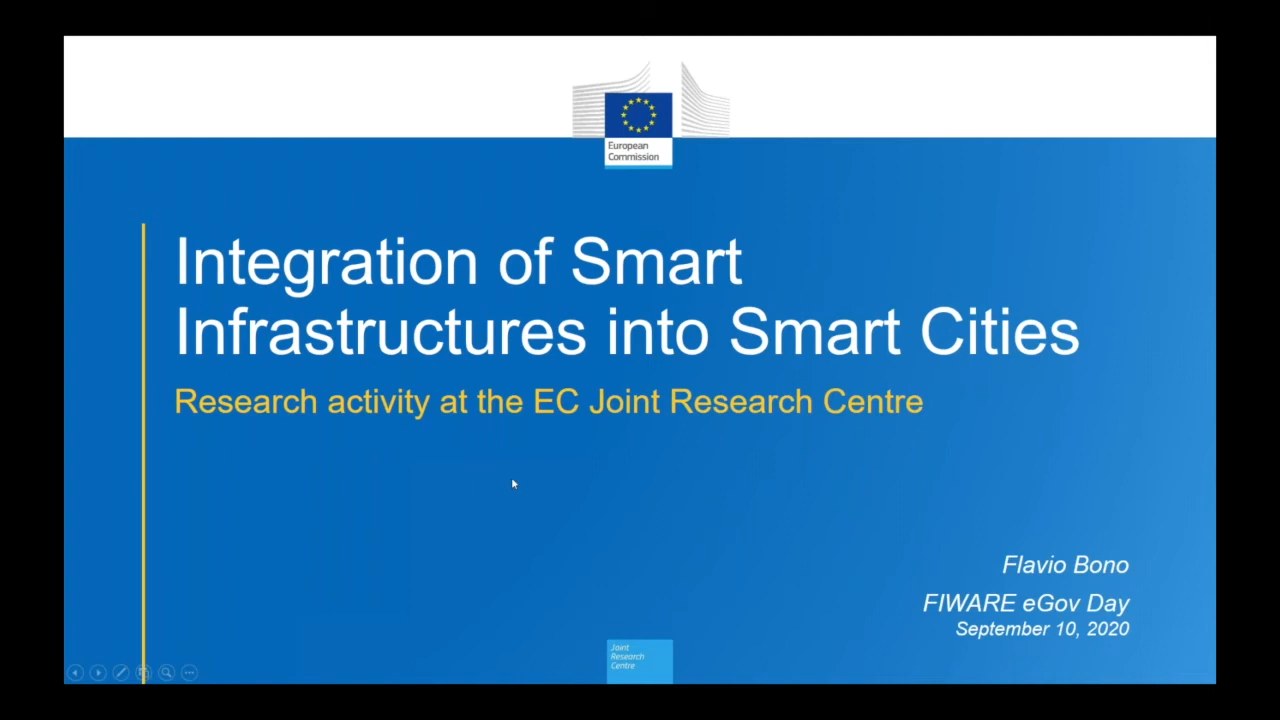 European
Commission
Integration of Smart
Infrastructures into Smart Cities
Research activity at the EC Joint Research Centre
Flavio Bono
FIWARE eGov Day
September 10, 2020
Joint
Research
Centre